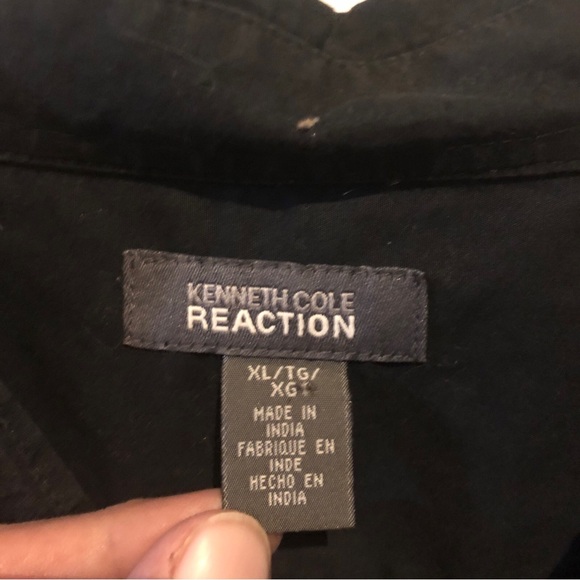 KENNETH COLE
REACTION
XL/TG/
XG
MADE IN
INDIA
FABRIQUE EN
INDE
HECHO EN
INDIA